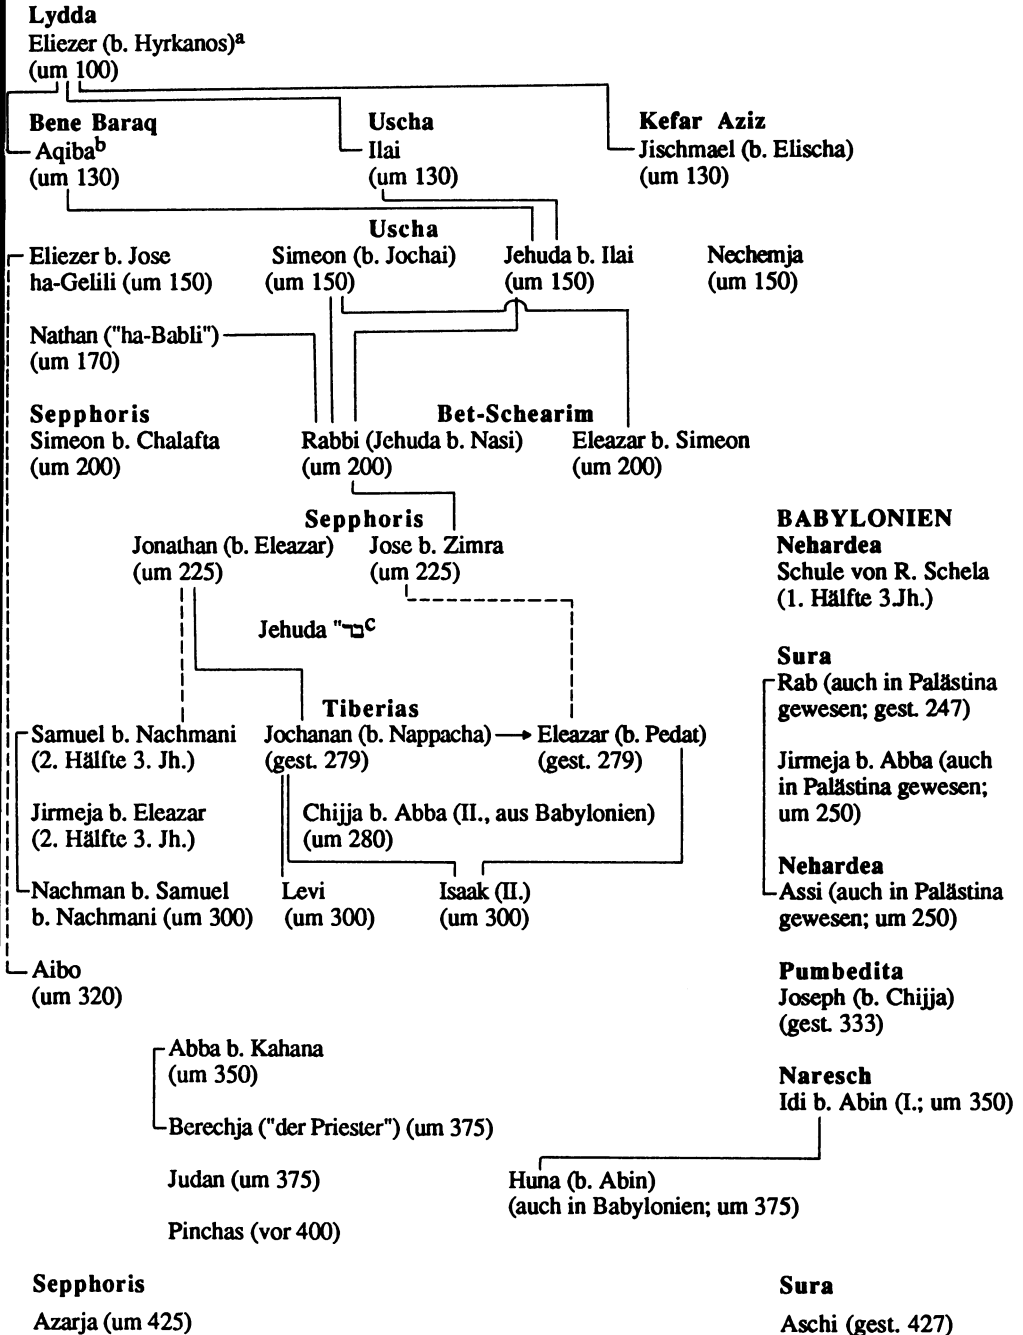 Lydda
Eliezer (b. Hyrkanos)a
(um 100)
Bene Baraq
Aqibab
(um 130)
Uscha
Ilai
(um 130)
Kefar Aziz
Jischmael (b. Elischa)
(um 130)
Uscha
Eliezer b. Jose
ha-Gelili (um 150)
Simeon (b. Jochai)
(um 150)
Jehuda b. Ilai
(um 150)
Nechemja
(um 150)
Nathan ("ha-Babli")
(um 170)
Sepphoris
Simeon b. Chalafta
(um 200)
Bet-Schearim
Rabbi (Jehuda b. Nasi)
(um 200)
Eleazar b. Simeon
(um 200)
Sepphoris
Jonathan (b. Eleazar)
(um 225)
Jose b. Zimra
(um 225)
BABYLONIEN
Nehardea
Schule von R. Schela
(1. Hälfte 3.Jh.)
Jehuda בר"c
Sura
Rab (auch in Palästina
gewesen; gest. 247)
Tiberias
Samuel b. Nachmani
(2. Hälfte 3. Jh.)
Jochanan (b. Nappacha)
(gest. 279)
Eleazar (b. Pedat)
(gest. 279)
Jirmeja b. Abba (auch
in Palästina gewesen;
um 250)
Jirmeja b. Eleazar
(2. Hälfte 3. Jh.)
Chijja b. Abba (II., aus Babylonien)
(um 280)
Nehardea
Assi (auch in Palästina
gewesen; um 250)
Nachman b. Samuel
b. Nachmani (um 300)
Levi
(um 300)
Isaak (II.)
(um 300)
Aibo
(um 320)
Pumbedita
Joseph (b. Chijja)
(gest. 333)
Abba b. Kahana
(um 350)
Naresch
Idi b. Abin (I.; um 350)
Berechja ("der Priester") (um 375)
Judan (um 375)
Huna (b. Abin)
(auch in Babylonien; um 375)
Pinchas (vor 400)
Sepphoris
Azarja (um 425)
Sura
Aschi (gest. 427)